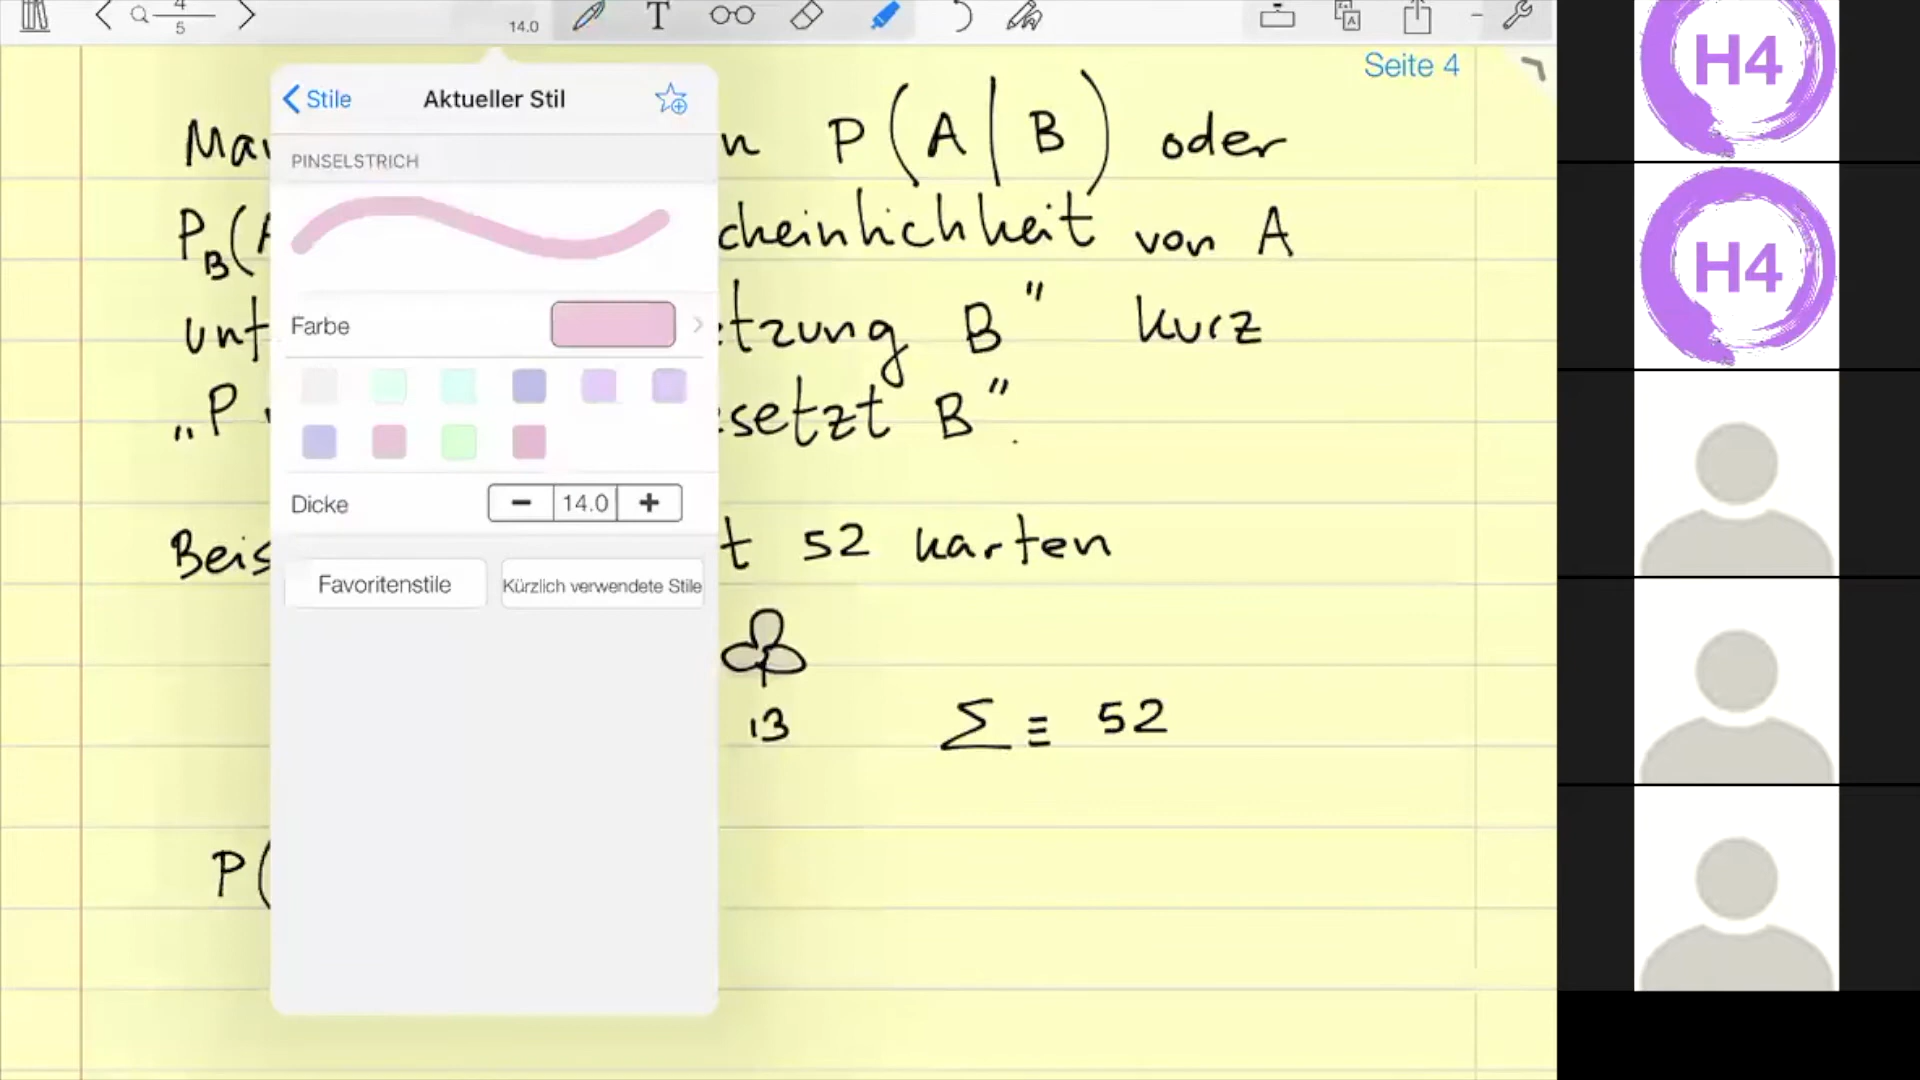 4
5
14.0
T
Seite 4
Stile
Aktueller Stil
PINSELSTRICH
Farbe
Dicke
− 14.0 +
Favoritenstile
Kürzlich verwendete Stile
Ma n P(A|B) oder
P_B( cheinlichkeit von A
unt tzung B" kurz
„P setzt B".
Beis t 52 karten
13 Σ ≡ 52
P(
H4
H4